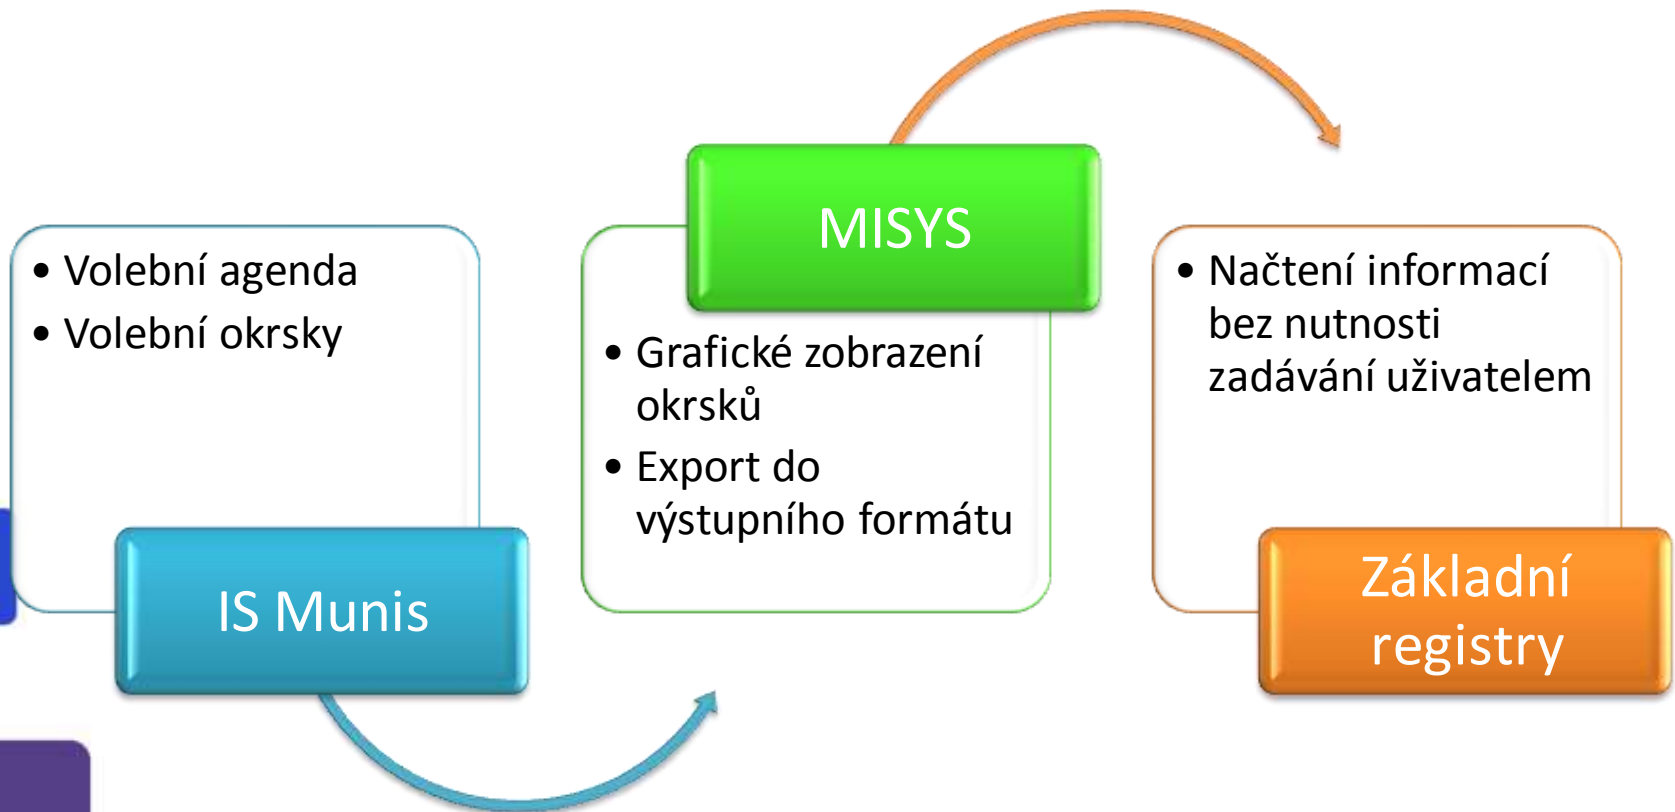 • Volební agenda
• Volební okrsky
IS Munis
MISYS
• Grafické zobrazení
okrsků
• Export do
výstupního formátu
• Načtení informací
bez nutnosti
zadávání uživatelem
Základní
registry